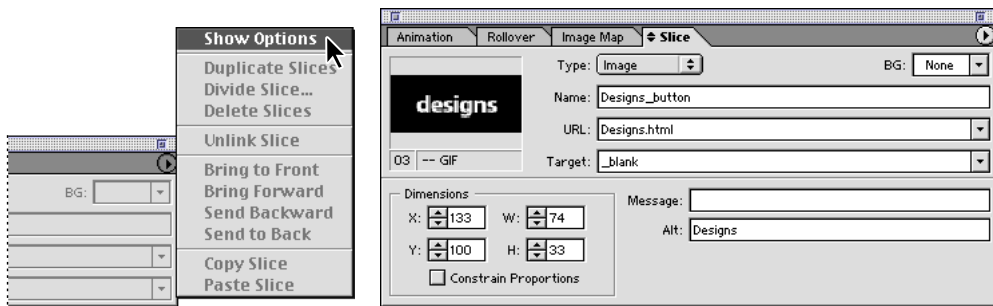 Show Options
Duplicate Slices
Divide Slice...
Delete Slices
Unlink Slice
Bring to Front
Bring Forward
Send Backward
Send to Back
Copy Slice
Paste Slice
BG:
Animation Rollover Image Map Slice
designs
03 -- GIF
Type: Image BG: None
Name: Designs_button
URL: Designs.html
Target: _blank
Dimensions
X: 133 W: 74
Y: 100 H: 33
Constrain Proportions
Message:
Alt: Designs